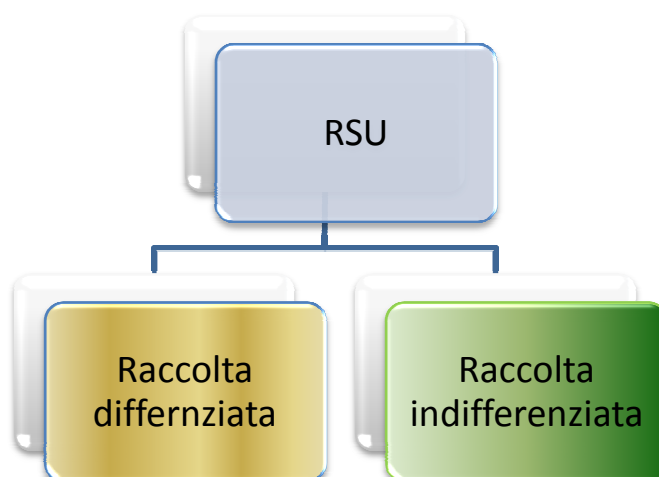 RSU
Raccolta
differnziata
Raccolta
indifferenziata